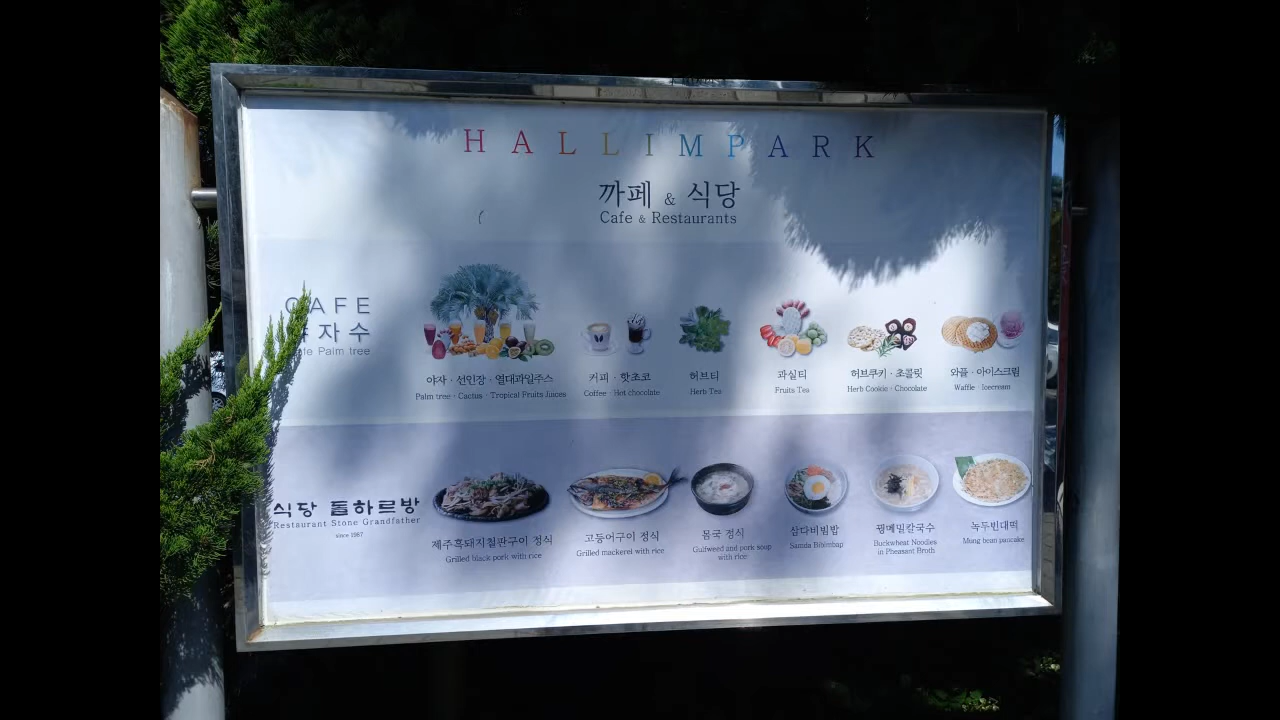 HALLIMPARK
까페 & 식당
Cafe & Restaurants
CAFE
자수
Palm tree
야자 · 선인장 · 열대과일주스
Palm tree · Cactus · Tropical Fruits Juices
커피 · 핫초코
Coffee · Hot chocolate
허브티
Herb Tea
과실티
Fruits Tea
허브쿠키 · 초콜릿
Herb Cookie · Chocolate
와플 · 아이스크림
Waffle · Icecream
식당 돌하르방
Restaurant Stone Grandfather
since 1987
제주흑돼지철판구이 정식
Grilled black pork with rice
고등어구이 정식
Grilled mackerel with rice
몸국 정식
Gulfweed and pork soup
with rice
삼다비빔밥
Samda Bibimbap
꿩메밀칼국수
Buckwheat Noodles
in Pheasant Broth
녹두빈대떡
Mung bean pancake